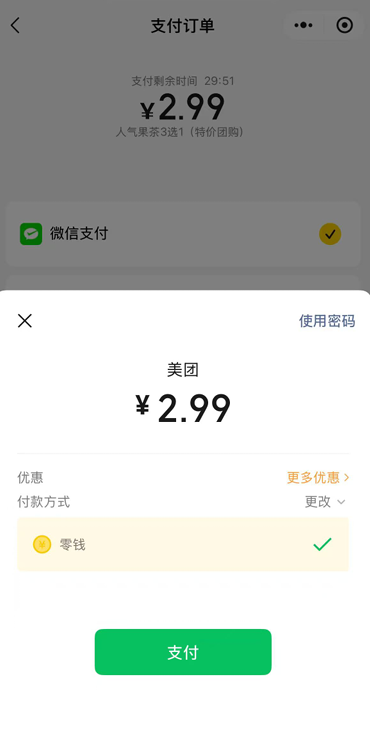 支付订单
支付剩余时间 29:51
¥2.99
人气果茶3选1（特价团购）
微信支付
使用密码
美团
¥2.99
优惠 更多优惠
付款方式 更改
零钱
支付